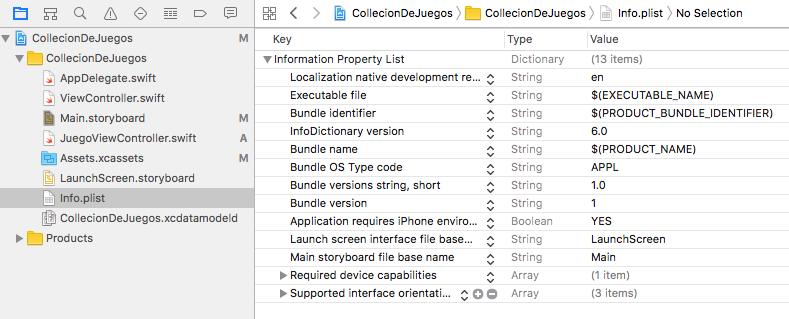 CollecionDeJuegos
CollecionDeJuegos
Info.plist
No Selection
CollecionDeJuegos M
CollecionDeJuegos
AppDelegate.swift
ViewController.swift
Main.storyboard M
JuegoViewController.swift A
Assets.xcassets M
LaunchScreen.storyboard
Info.plist
CollecionDeJuegos.xcdatamodeld
Products
Key Type Value
Information Property List Dictionary (13 items)
Localization native development re... String en
Executable file String $(EXECUTABLE_NAME)
Bundle identifier String $(PRODUCT_BUNDLE_IDENTIFIER)
InfoDictionary version String 6.0
Bundle name String $(PRODUCT_NAME)
Bundle OS Type code String APPL
Bundle versions string, short String 1.0
Bundle version String 1
Application requires iPhone enviro... Boolean YES
Launch screen interface file base... String LaunchScreen
Main storyboard file base name String Main
Required device capabilities Array (1 item)
Supported interface orientati... Array (3 items)